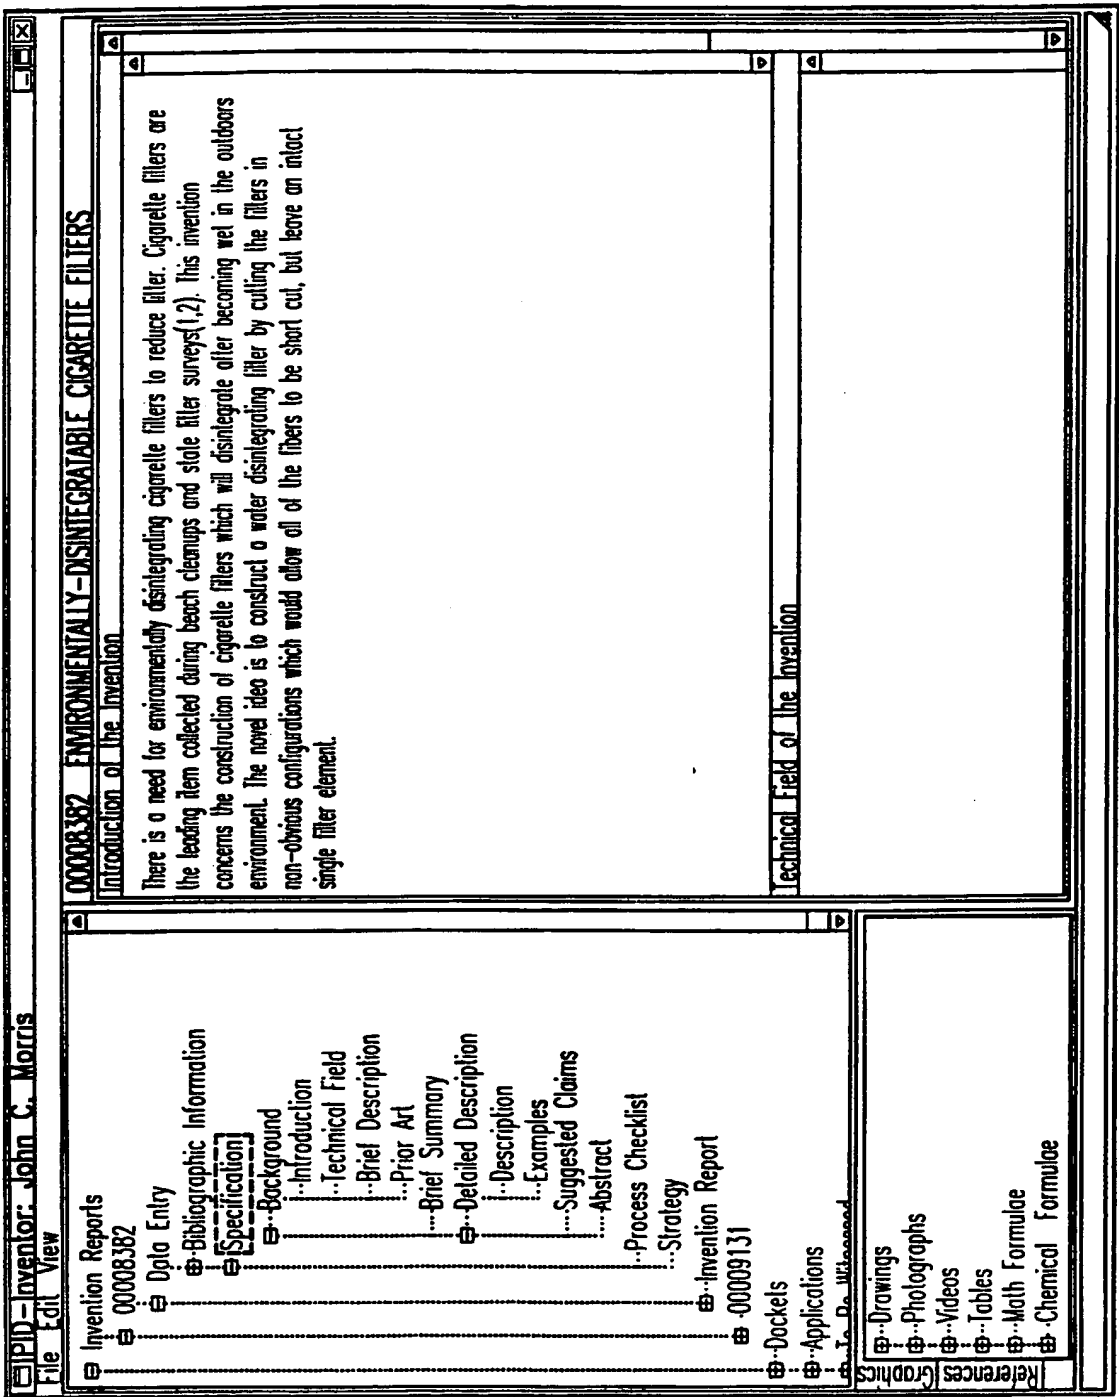 IPID-Inventor: John C. Morris
File Edit View
Invention Reports
00008382
Data Entry
Bibliographic Information
Specification
Background
Introduction
Technical Field
Brief Description
Prior Art
Brief Summary
Detailed Description
Description
Examples
Suggested Claims
Abstract
Process Checklist
Strategy
Invention Report
00009131
Dockets
Applications
To Be Witnessed
Graphics
References
Drawings
Photographs
Videos
Tables
Math Formulae
Chemical Formulae
00008382 ENVIRONMENTALLY-DISINTEGRATABLE CIGARETTE FILTERS
Introduction of the Invention
There is a need for environmentally disintegrating cigarette filters to reduce litter. Cigarette filters are
the leading item collected during beach cleanups and state litter surveys(1,2). This invention
concerns the construction of cigarette filters which will disintegrate after becoming wet in the outdoors
environment. The novel idea is to construct a water disintegrating filter by cutting the filters in
non-obvious configurations which would allow all of the fibers to be short cut, but leave an intact
single filter element.
Technical Field of the Invention